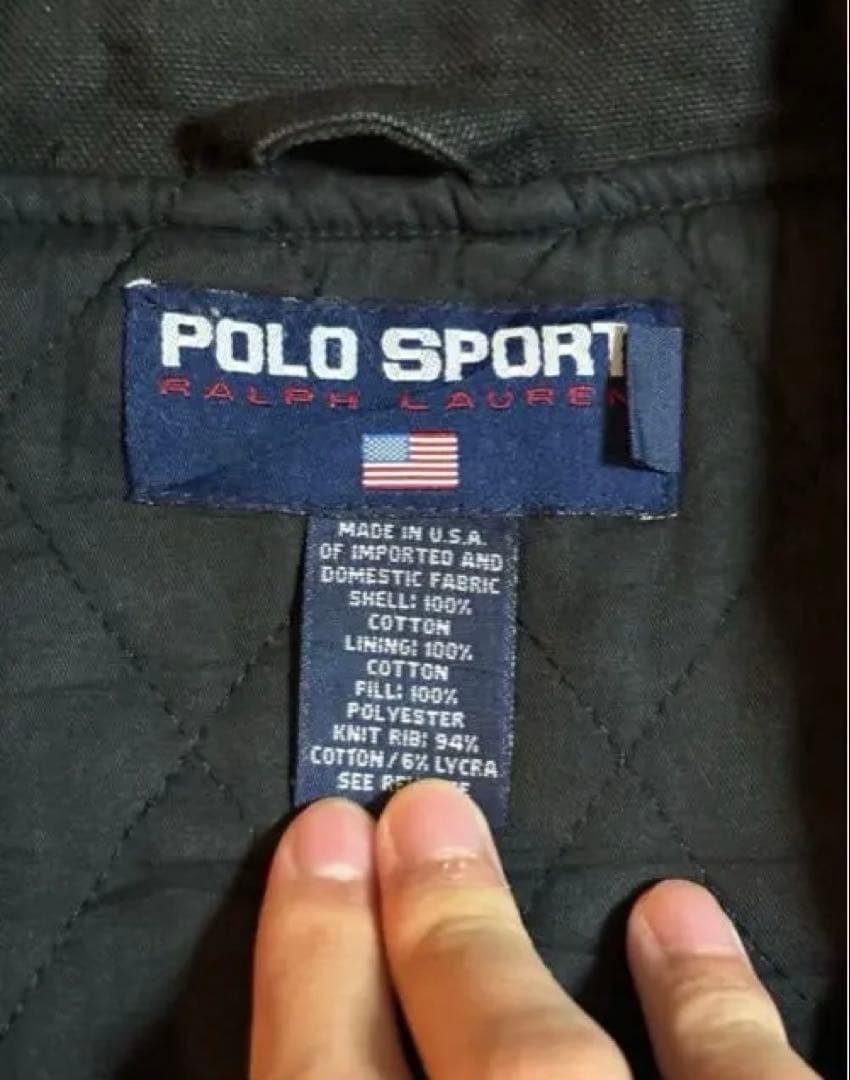 POLO SPORT
RALPH LAUREN
MADE IN U.S.A.
OF IMPORTED AND
DOMESTIC FABRIC
SHELL: 100%
COTTON
LINING: 100%
COTTON
FILL: 100%
POLYESTER
KNIT RIB: 94%
COTTON/6% LYCRA
SEE